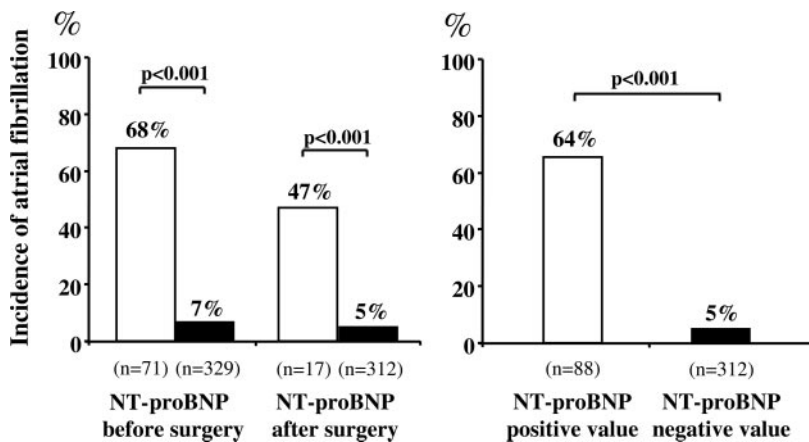 %
100
80
60
40
20
0
Incidence of atrial fibrillation
p<0.001
68%
7%
p<0.001
47%
5%
(n=71) (n=329)
(n=17) (n=312)
NT-proBNP
before surgery
NT-proBNP
after surgery
%
100
80
60
40
20
0
p<0.001
64%
5%
(n=88)
(n=312)
NT-proBNP
positive value
NT-proBNP
negative value